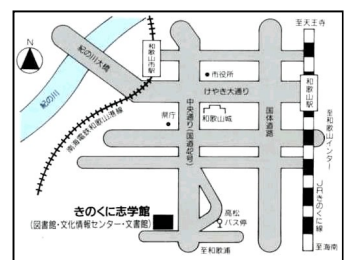 N
紀の川
紀の川大橋
和歌山市駅
南海電鉄和歌山港線
至天王寺
市役所
けやき大通り
和歌山駅
中央通り(国道42号)
県庁
和歌山城
国体道路
至和歌山インター
JRきのくに線
きのくに志学館
(図書館・文化情報センター・文書館)
高松
バス停
至和歌浦
至海南